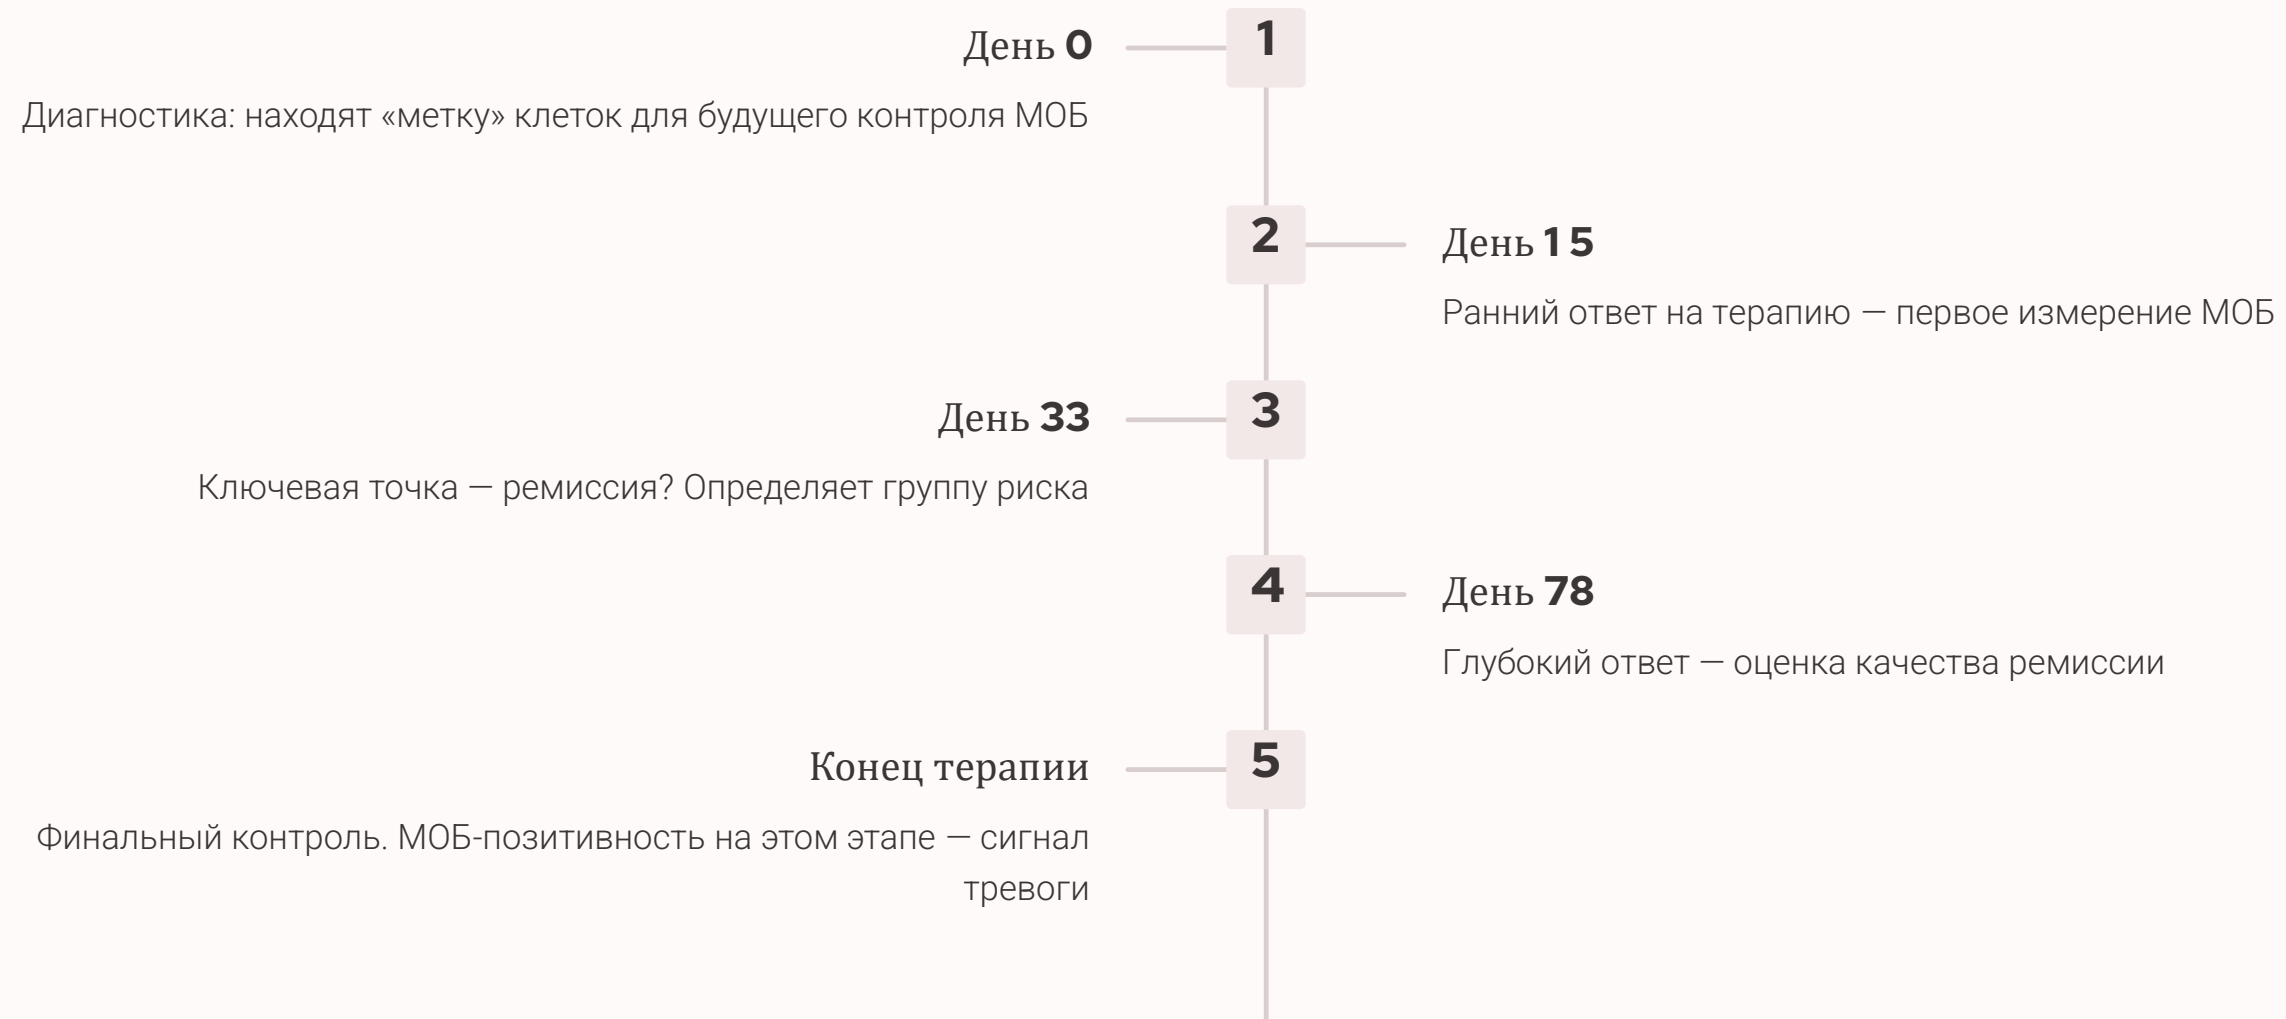 1
День 0
Диагностика: находят «метку» клеток для будущего контроля МОБ
2
День 15
Ранний ответ на терапию — первое измерение МОБ
3
День 33
Ключевая точка — ремиссия? Определяет группу риска
4
День 78
Глубокий ответ — оценка качества ремиссии
5
Конец терапии
Финальный контроль. МОБ-позитивность на этом этапе — сигнал
тревоги